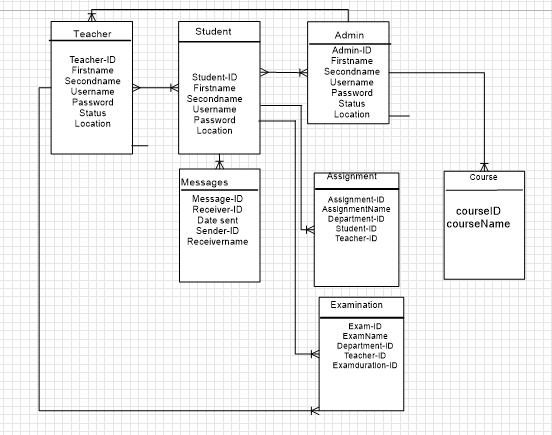 Teacher
Teacher-ID
Firstname
Secondname
Username
Password
Status
Location
Student
Student-ID
Firstname
Secondname
Username
Password
Location
Admin
Admin-ID
Firstname
Secondname
Username
Password
Status
Location
Messages
Message-ID
Receiver-ID
Date sent
Sender-ID
Receivername
Assignment
Assignment-ID
AssignmentName
Department-ID
Student-ID
Teacher-ID
Course
courseID
courseName
Examination
Exam-ID
ExamName
Department-ID
Teacher-ID
Examduration-ID